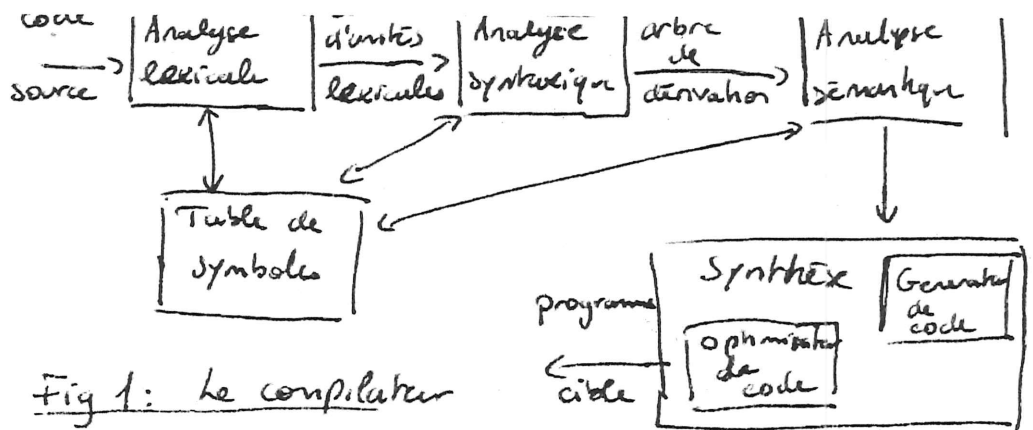 code
source
Analyse
lexicale
d'unités
lexicales
Analyse
syntaxique
arbre
de
dérivation
Analyse
sémantique
Table de
symboles
Synthèse
Generateur
de
code
optimisateur
de
code
programme
cible
Fig 1: Le compilateur